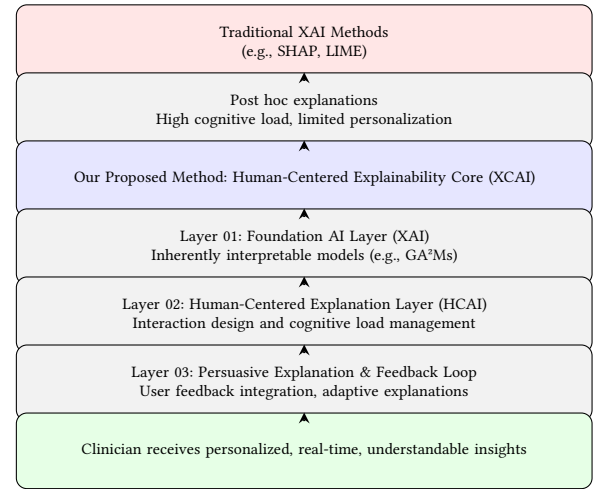 Traditional XAI Methods
(e.g., SHAP, LIME)
Post hoc explanations
High cognitive load, limited personalization
Our Proposed Method: Human-Centered Explainability Core (XCAI)
Layer 01: Foundation AI Layer (XAI)
Inherently interpretable models (e.g., GA²Ms)
Layer 02: Human-Centered Explanation Layer (HCAI)
Interaction design and cognitive load management
Layer 03: Persuasive Explanation & Feedback Loop
User feedback integration, adaptive explanations
Clinician receives personalized, real-time, understandable insights